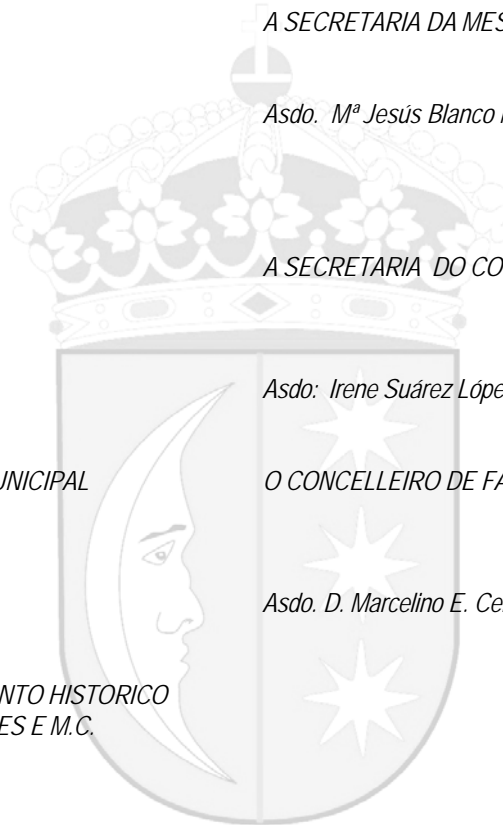 A SECRETARIA DA MES
Asdo. Mª Jesús Blanco
A SECRETARIA DO CO
Asdo: Irene Suárez Lópe
UNICIPAL
O CONCELLEIRO DE FA
Asdo. D. Marcelino E. Ce
NTO HISTORICO
ES E M.C.